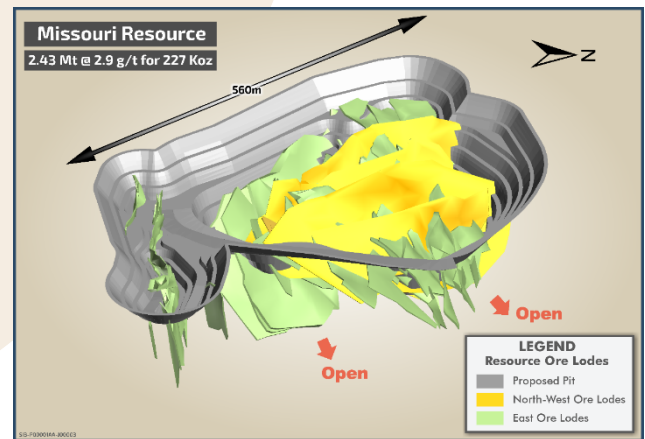 Missouri Resource
2.43 Mt @ 2.9 g/t for 227 Koz
560m
N
Open
Open
LEGEND
Resource Ore Lodes
Proposed Pit
North-West Ore Lodes
East Ore Lodes